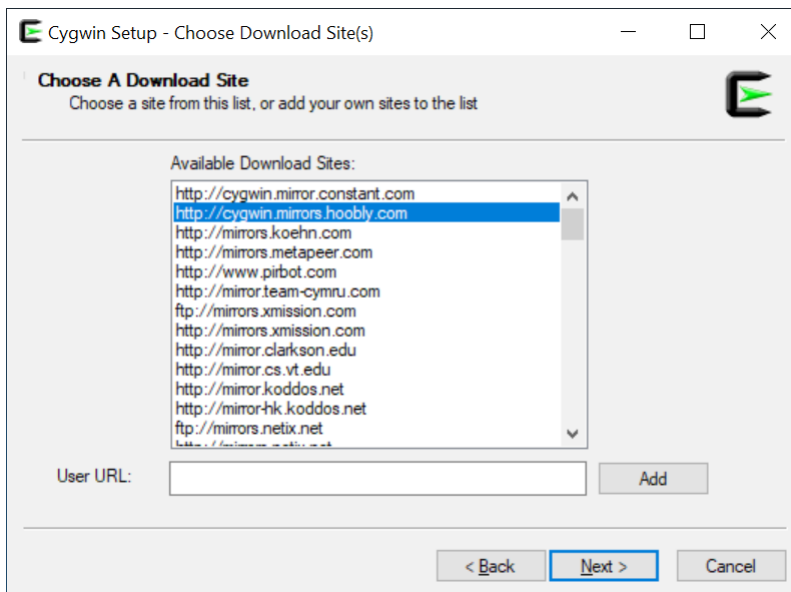 Cygwin Setup - Choose Download Site(s)
Choose A Download Site
Choose a site from this list, or add your own sites to the list
Available Download Sites:
http://cygwin.mirror.constant.com
http://cygwin.mirrors.hoobly.com
http://mirrors.koehn.com
http://mirrors.metapeer.com
http://www.pirbot.com
http://mirror.team-cymru.com
ftp://mirrors.xmission.com
http://mirrors.xmission.com
http://mirror.clarkson.edu
http://mirror.cs.vt.edu
http://mirror.koddos.net
http://mirror-hk.koddos.net
ftp://mirrors.netix.net
http://mirrors.netix.net
User URL:
Add
< Back
Next >
Cancel